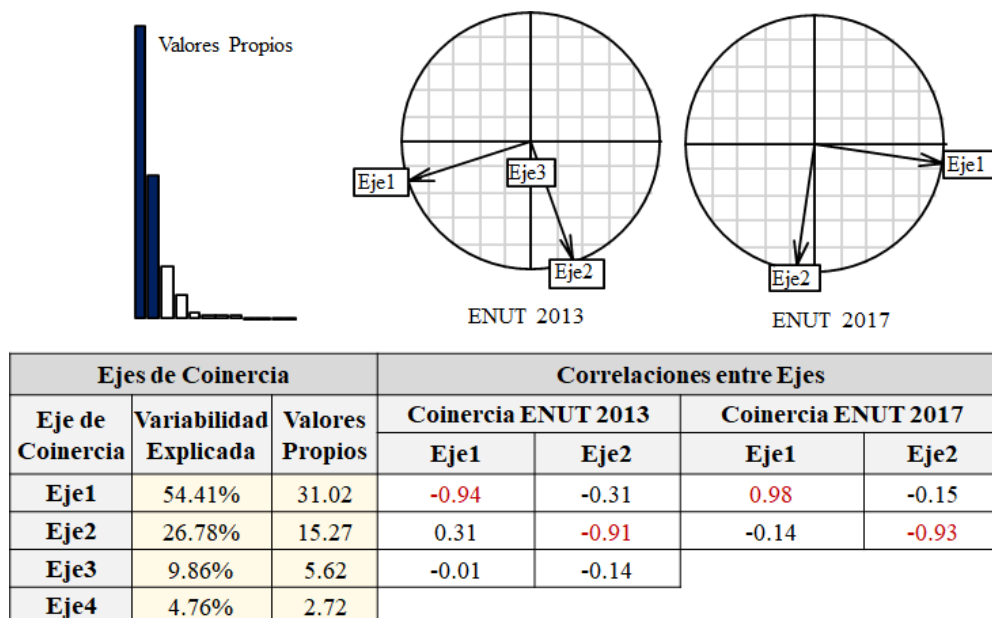 Valores Propios
Eje1
Eje3
Eje2
ENUT 2013
Eje1
Eje2
ENUT 2017
Ejes de Coinercia
Correlaciones entre Ejes
Eje de Coinercia
Variabilidad Explicada
Valores Propios
Coinercia ENUT 2013
Coinercia ENUT 2017
Eje1 Eje2 Eje1 Eje2
Eje1 54.41% 31.02 -0.94 -0.31 0.98 -0.15
Eje2 26.78% 15.27 0.31 -0.91 -0.14 -0.93
Eje3 9.86% 5.62 -0.01 -0.14
Eje4 4.76% 2.72